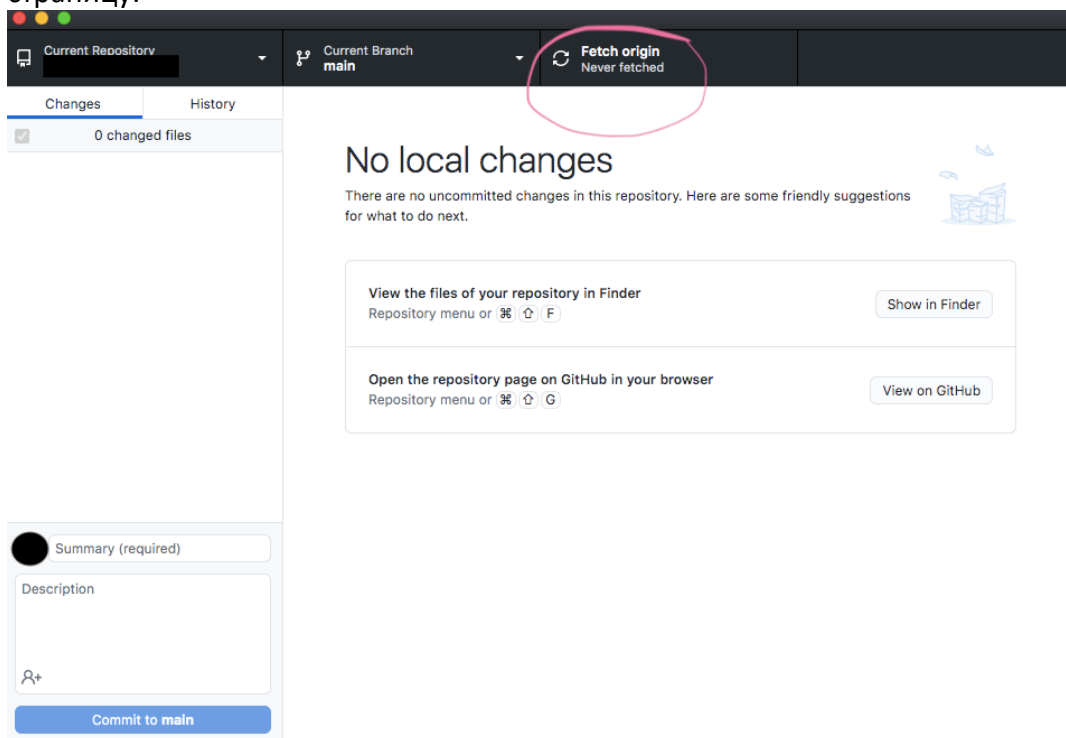 страницу.
Current Repository
Current Branch
main
Fetch origin
Never fetched
Changes
History
0 changed files
No local changes
There are no uncommitted changes in this repository. Here are some friendly suggestions
for what to do next.
View the files of your repository in Finder
Repository menu or ⌘ ⇧ F
Show in Finder
Open the repository page on GitHub in your browser
Repository menu or ⌘ ⇧ G
View on GitHub
Summary (required)
Description
Commit to main